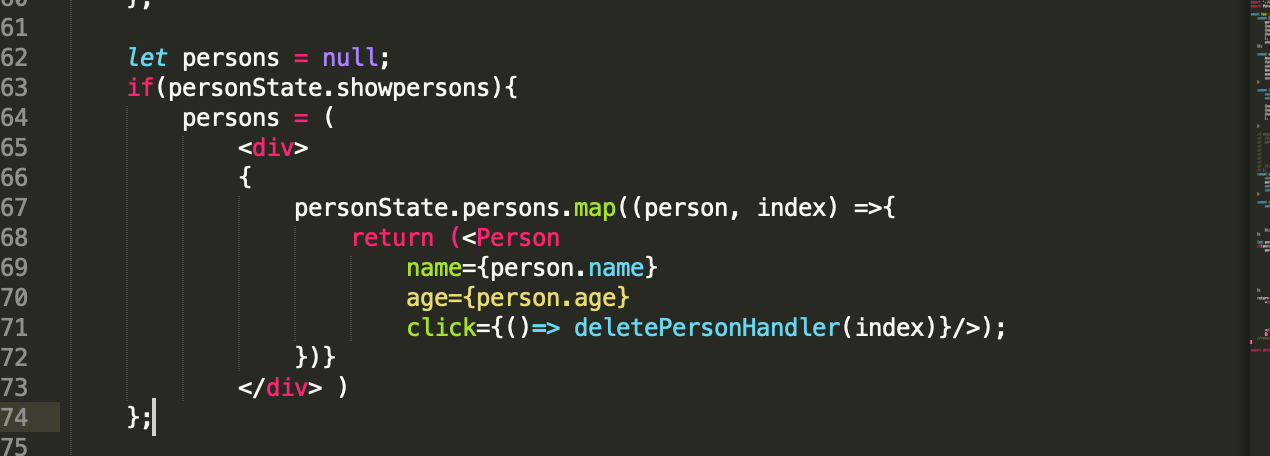 61
62 let persons = null;
63 if(personState.showpersons){
64 persons = (
65 <div>
66 {
67 personState.persons.map((person, index) =>{
68 return (<Person
69 name={person.name}
70 age={person.age}
71 click={()=> deletePersonHandler(index)}/>);
72 })}
73 </div> )
74 };
75